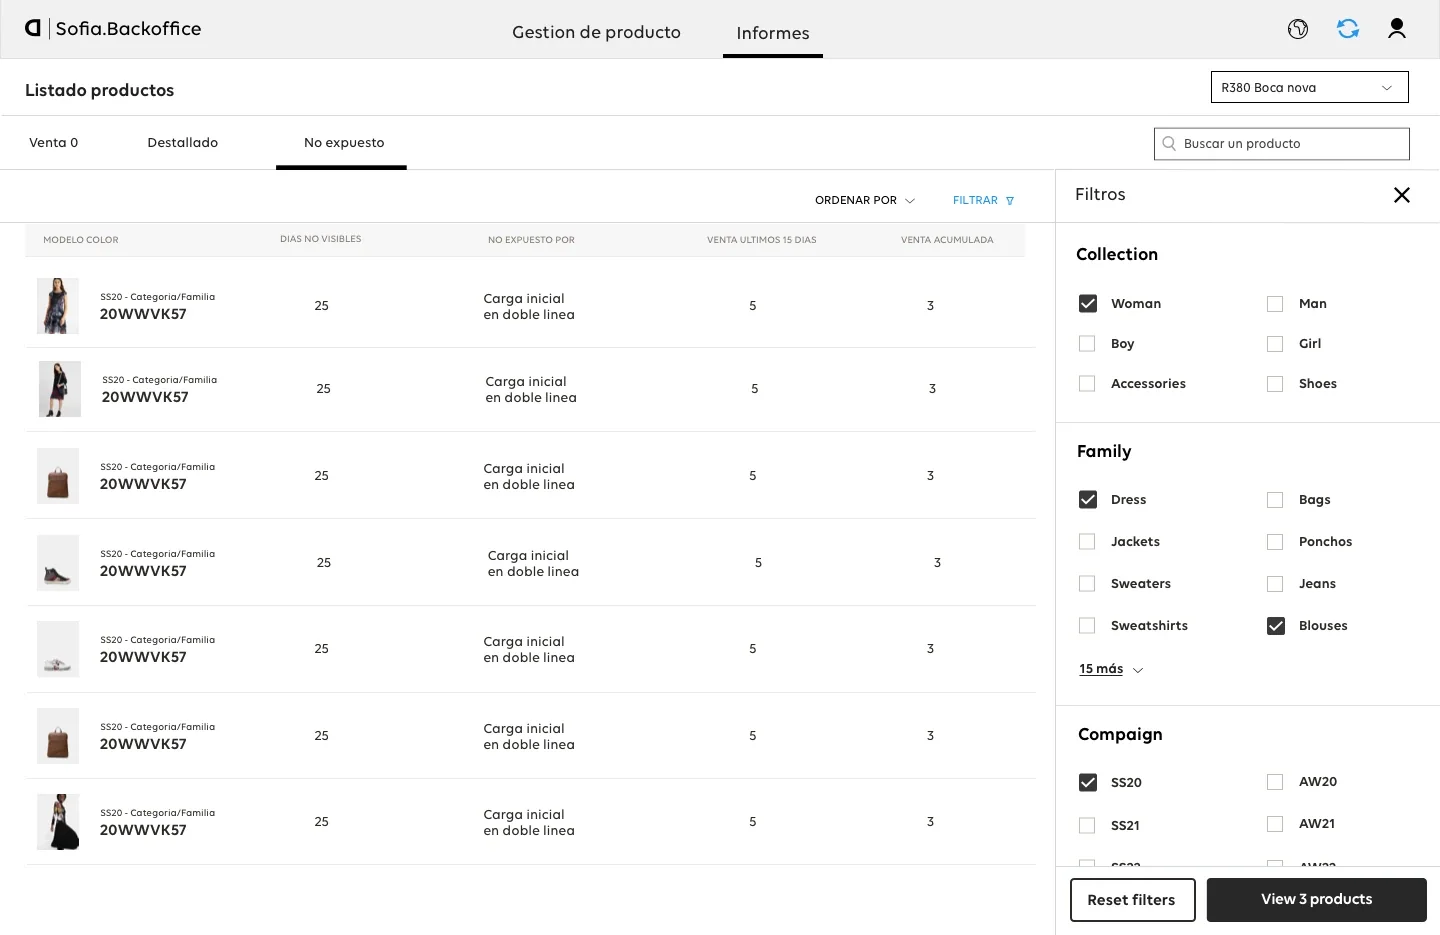 Sofia.Backoffice
Gestion de producto
Informes
Listado productos
R380 Boca nova
Venta 0
Destallado
No expuesto
Buscar un producto
ORDENAR POR
FILTRAR
MODELO COLOR
DIAS NO VISIBLES
NO EXPUESTO POR
VENTA ULTIMOS 15 DIAS
VENTA ACUMULADA
SS20 - Categoria/Familia
20WWVK57
25
Carga inicial
en doble linea
5
3
SS20 - Categoria/Familia
20WWVK57
25
Carga inicial
en doble linea
5
3
SS20 - Categoria/Familia
20WWVK57
25
Carga inicial
en doble linea
5
3
SS20 - Categoria/Familia
20WWVK57
25
Carga inicial
en doble linea
5
3
SS20 - Categoria/Familia
20WWVK57
25
Carga inicial
en doble linea
5
3
SS20 - Categoria/Familia
20WWVK57
25
Carga inicial
en doble linea
5
3
SS20 - Categoria/Familia
20WWVK57
25
Carga inicial
en doble linea
5
3
Filtros
Collection
Woman
Man
Boy
Girl
Accessories
Shoes
Family
Dress
Bags
Jackets
Ponchos
Sweaters
Jeans
Sweatshirts
Blouses
15 más
Compaign
SS20
AW20
SS21
AW21
Reset filters
View 3 products